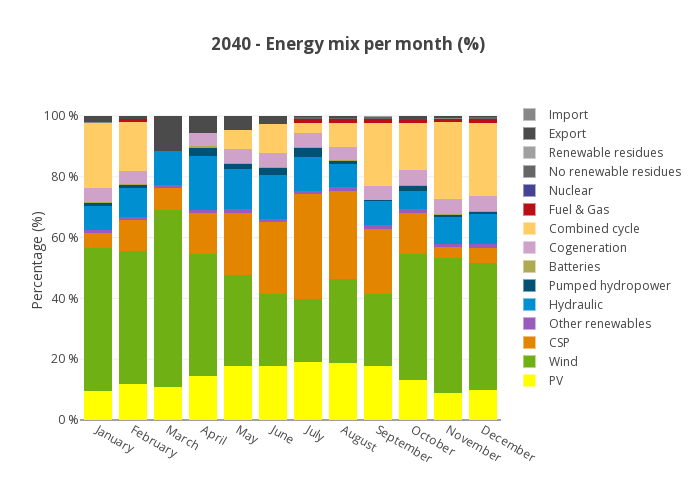 2040 - Energy mix per month (%)
100 %
80 %
60 %
40 %
20 %
0 %
Percentage (%)
January
February
March
April
May
June
July
August
September
October
November
December
Import
Export
Renewable residues
No renewable residues
Nuclear
Fuel & Gas
Combined cycle
Cogeneration
Batteries
Pumped hydropower
Hydraulic
Other renewables
CSP
Wind
PV